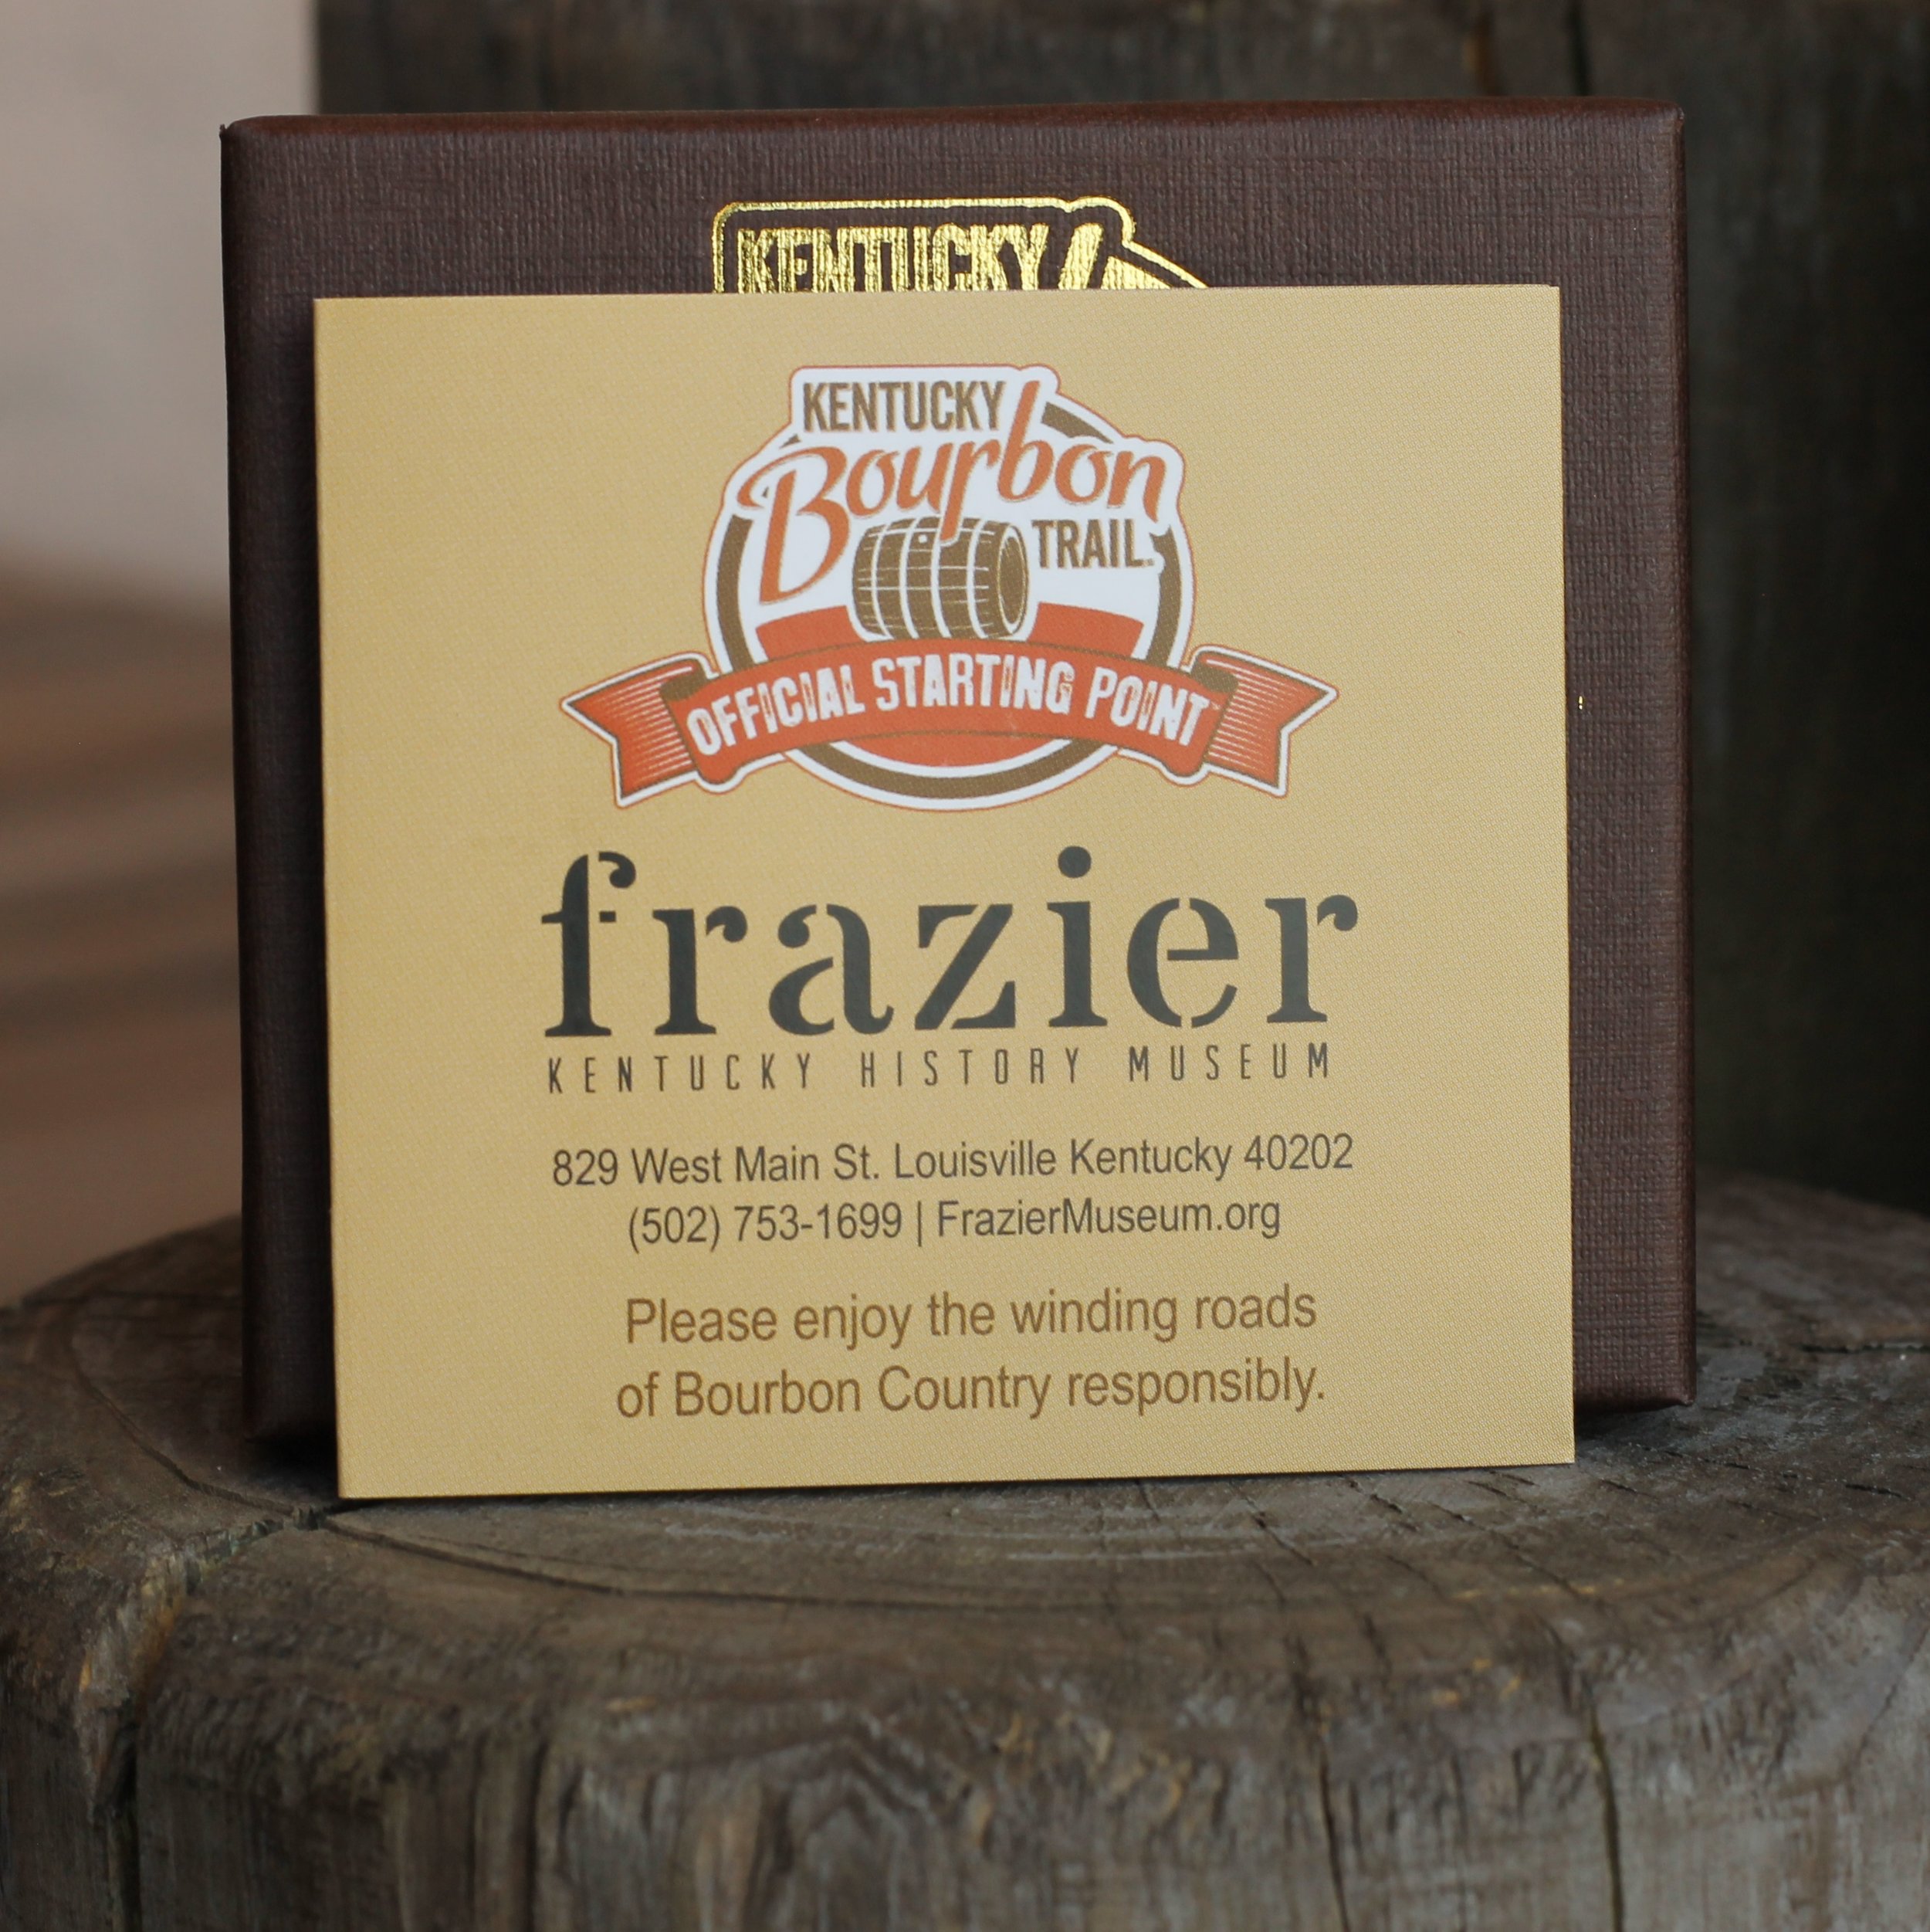 KENTUCKY
KENTUCKY
Bourbon
TRAIL.
OFFICIAL STARTING POINT
frazier
KENTUCKY HISTORY MUSEUM
829 West Main St. Louisville Kentucky 40202
(502) 753-1699 | FrazierMuseum.org
Please enjoy the winding roads
of Bourbon Country responsibly.